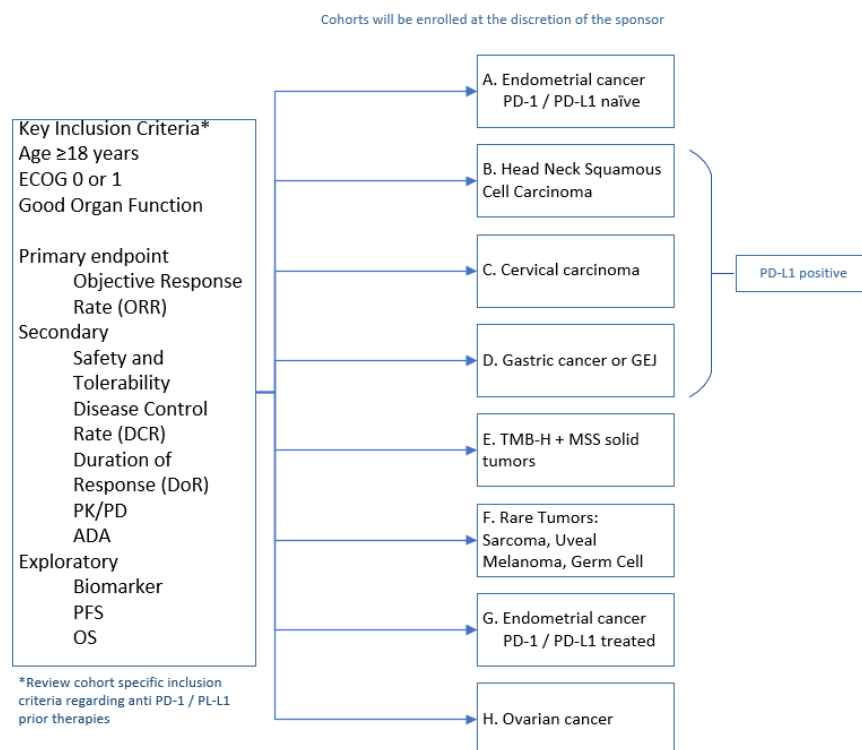 Cohorts will be enrolled at the discretion of the sponsor
Key Inclusion Criteria*
Age ≥18 years
ECOG 0 or 1
Good Organ Function
Primary endpoint
Objective Response
Rate (ORR)
Secondary
Safety and
Tolerability
Disease Control
Rate (DCR)
Duration of
Response (DoR)
PK/PD
ADA
Exploratory
Biomarker
PFS
OS
*Review cohort specific inclusion
criteria regarding anti PD-1 / PL-L1
prior therapies
A. Endometrial cancer
PD-1 / PD-L1 naïve
B. Head Neck Squamous
Cell Carcinoma
C. Cervical carcinoma
D. Gastric cancer or GEJ
PD-L1 positive
E. TMB-H + MSS solid
tumors
F. Rare Tumors:
Sarcoma, Uveal
Melanoma, Germ Cell
G. Endometrial cancer
PD-1 / PD-L1 treated
H. Ovarian cancer